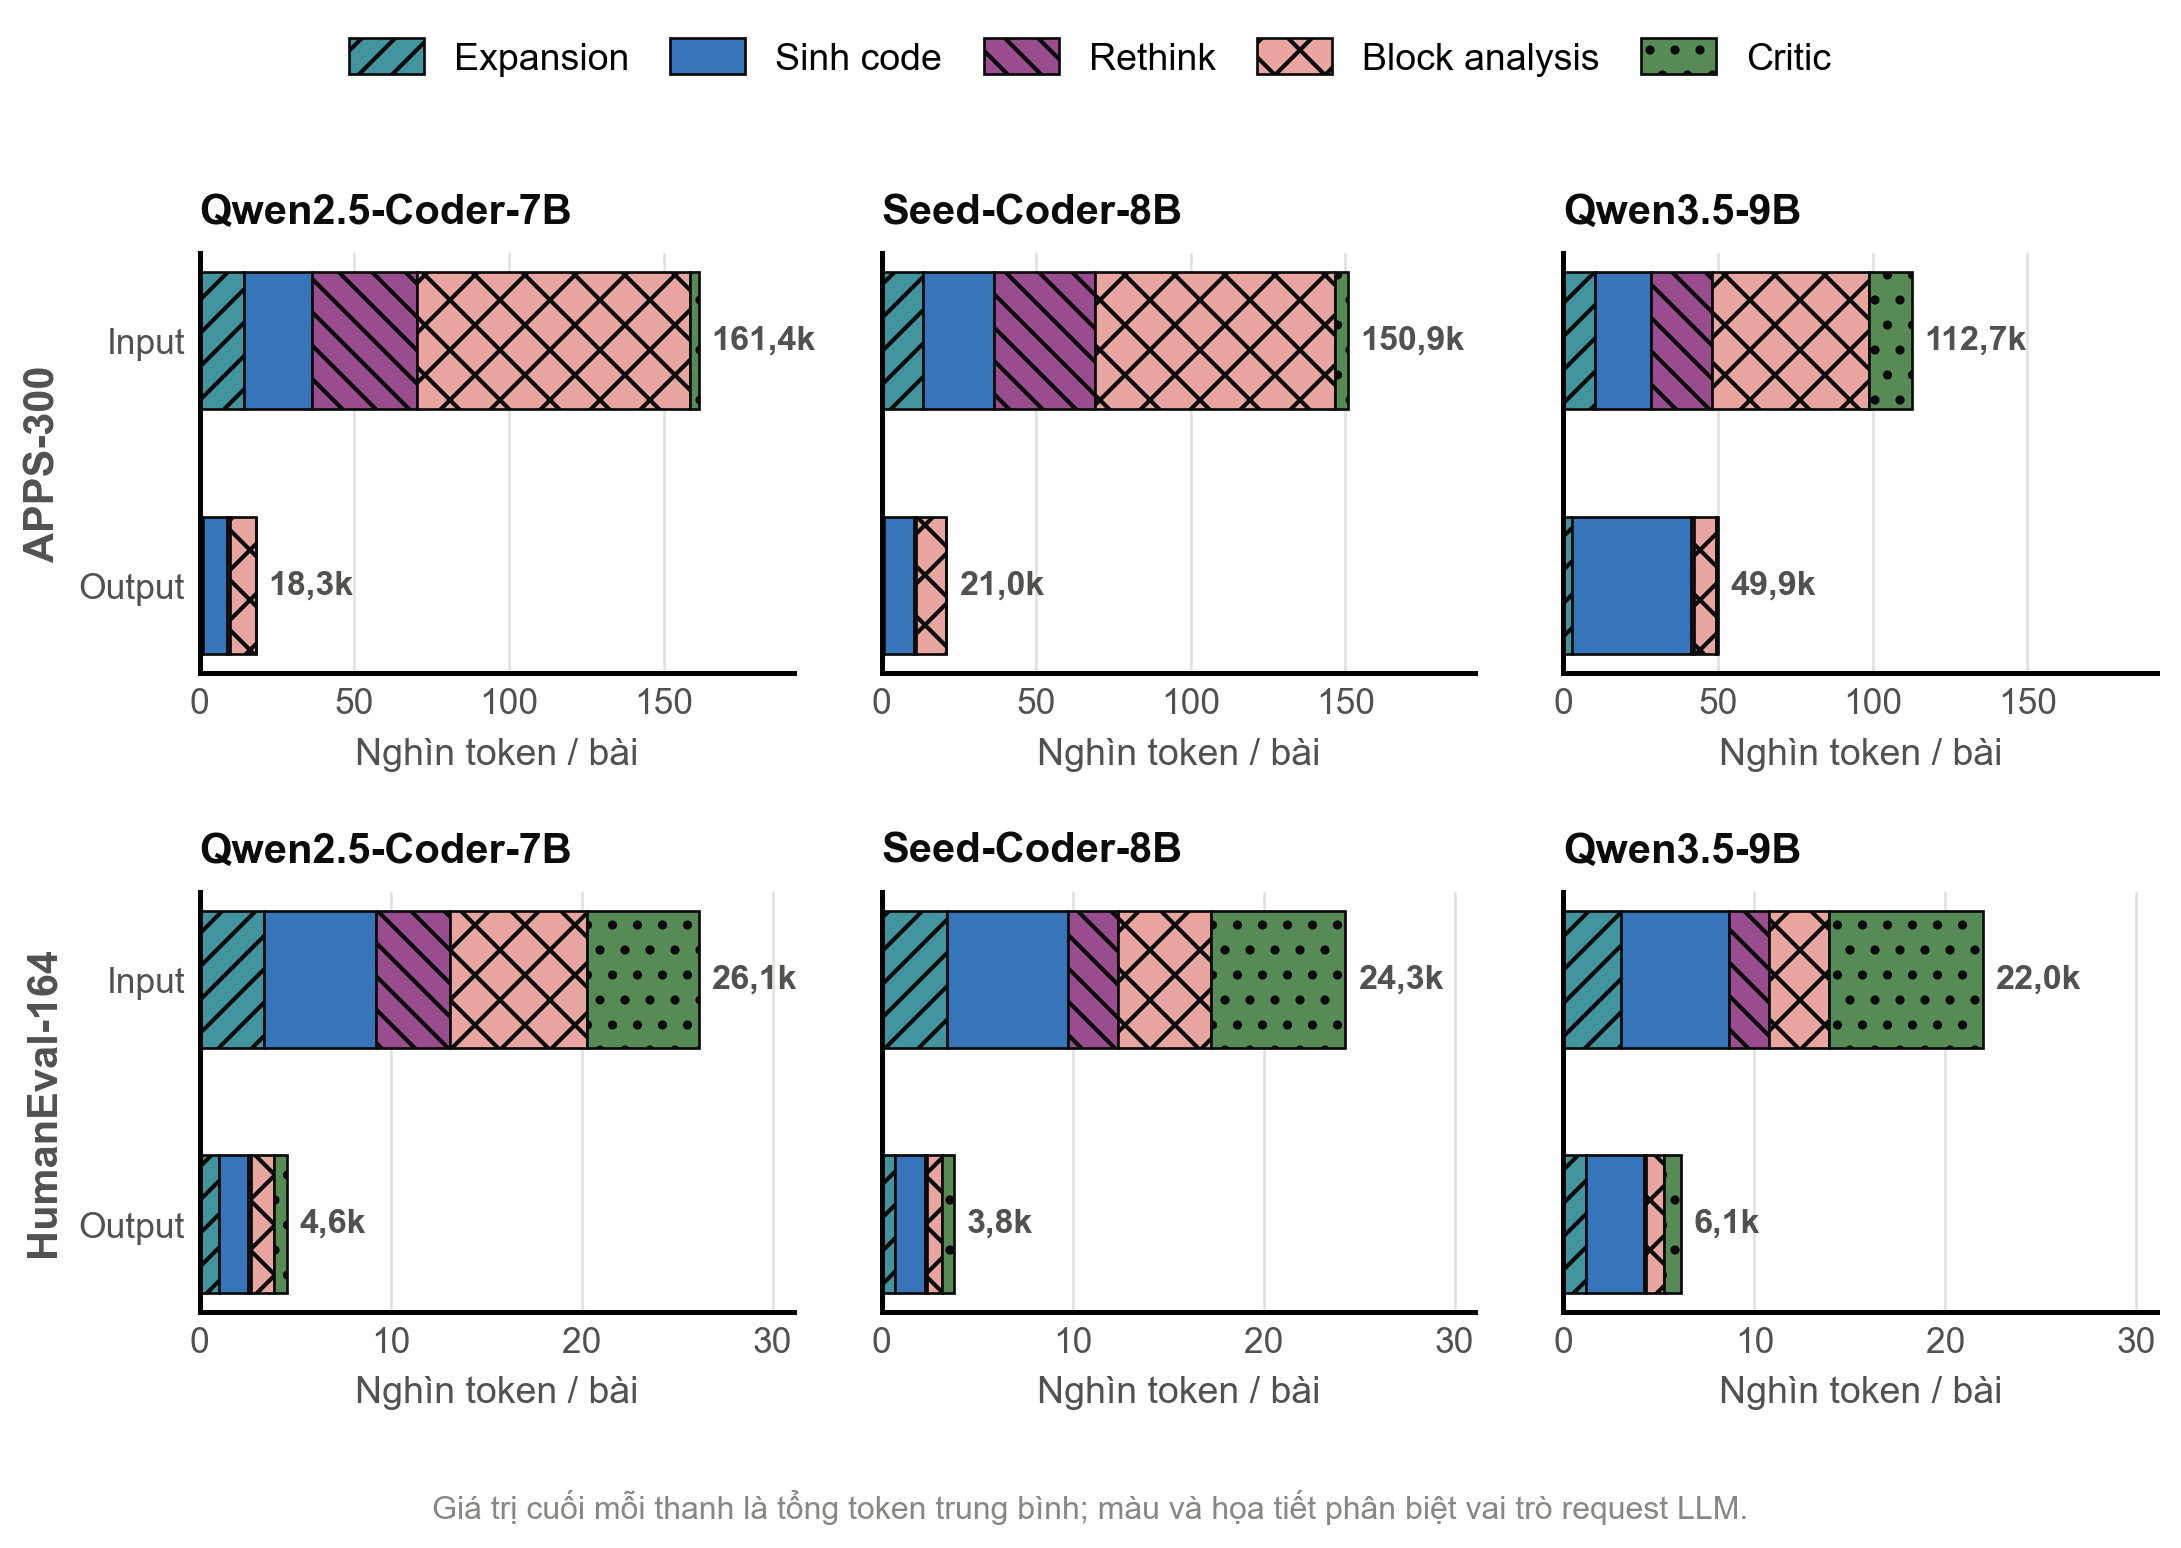 Expansion Sinh code Rethink Block analysis Critic
APPS-300
Qwen2.5-Coder-7B
Input
161,4k
Output
18,3k
0 50 100 150
Nghìn token / bài
Seed-Coder-8B
150,9k
21,0k
0 50 100 150
Nghìn token / bài
Qwen3.5-9B
112,7k
49,9k
0 50 100 150
Nghìn token / bài
HumanEval-164
Qwen2.5-Coder-7B
Input
26,1k
Output
4,6k
0 10 20 30
Nghìn token / bài
Seed-Coder-8B
24,3k
3,8k
0 10 20 30
Nghìn token / bài
Qwen3.5-9B
22,0k
6,1k
0 10 20 30
Nghìn token / bài
Giá trị cuối mỗi thanh là tổng token trung bình; màu và họa tiết phân biệt vai trò request LLM.